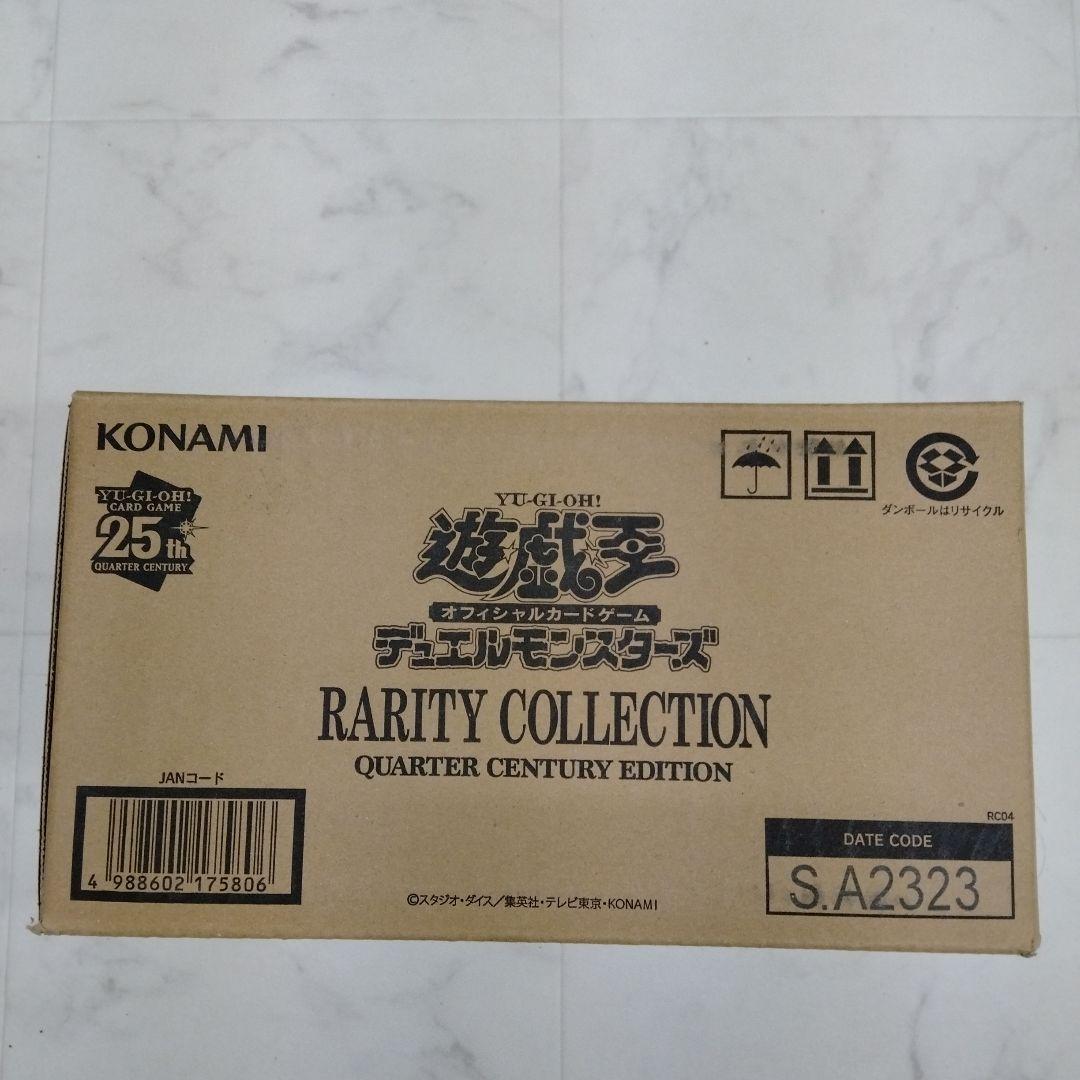 KONAMI
YU-GI-OH!
CARD GAME
25th
QUARTER CENTURY
YU-GI-OH!
遊戯王
オフィシャルカードゲーム
デュエルモンスターズ
RARITY COLLECTION
QUARTER CENTURY EDITION
ダンボールはリサイクル
JANコード
4 988602 175806
©スタジオ・ダイス/集英社・テレビ東京・KONAMI
RC04
DATE CODE
S.A2323